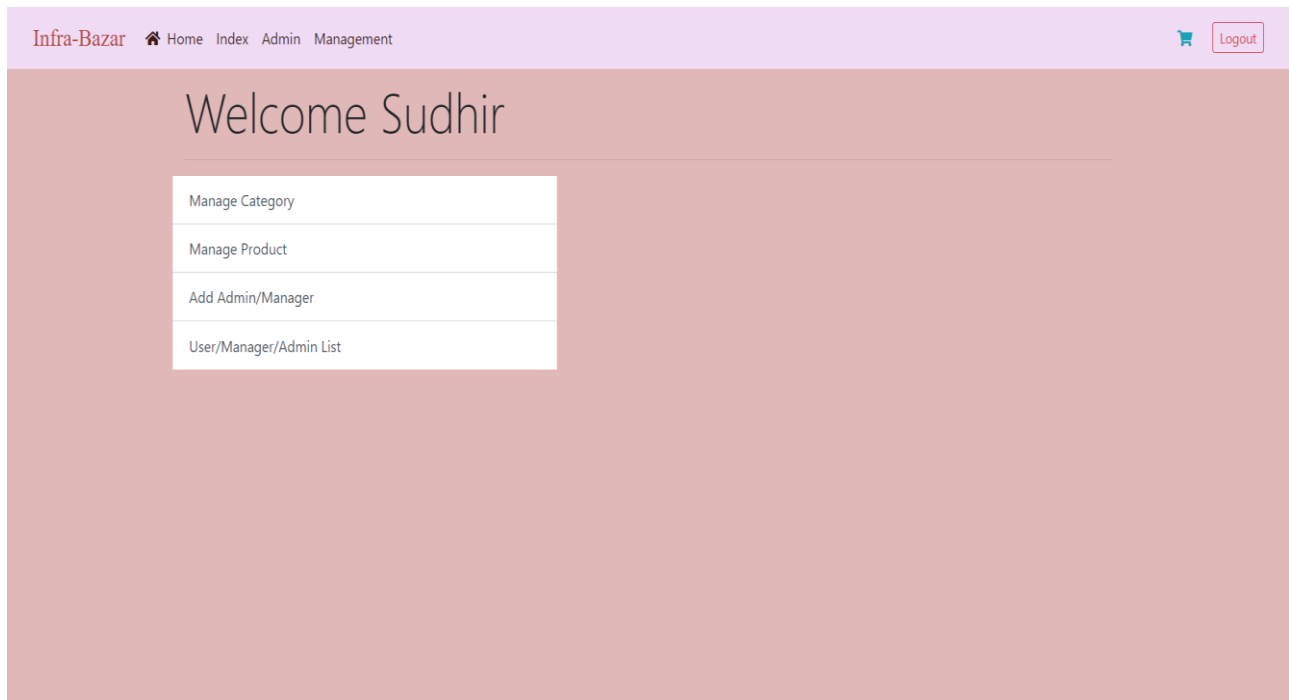 Infra-Bazar Home Index Admin Management Logout
Welcome Sudhir
Manage Category
Manage Product
Add Admin/Manager
User/Manager/Admin List